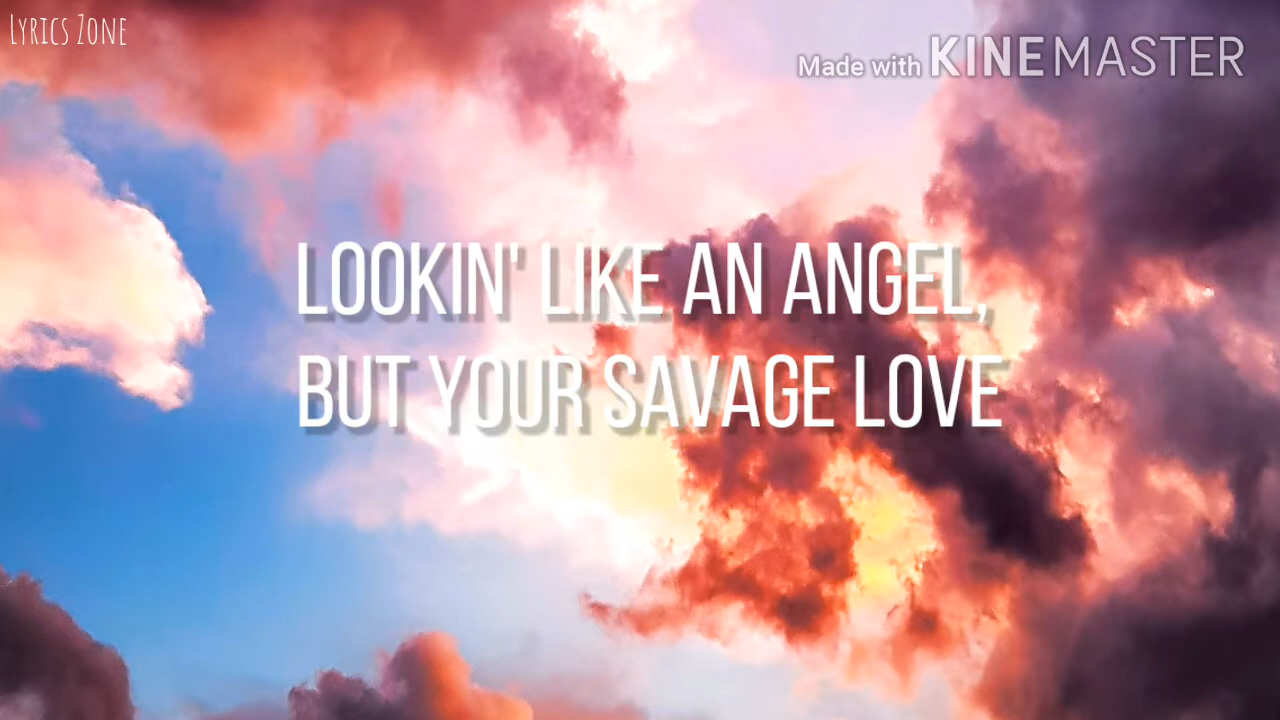 LYRICS ZONE
Made with KINEMASTER
LOOKIN' LIKE AN ANGEL,
BUT YOUR SAVAGE LOVE